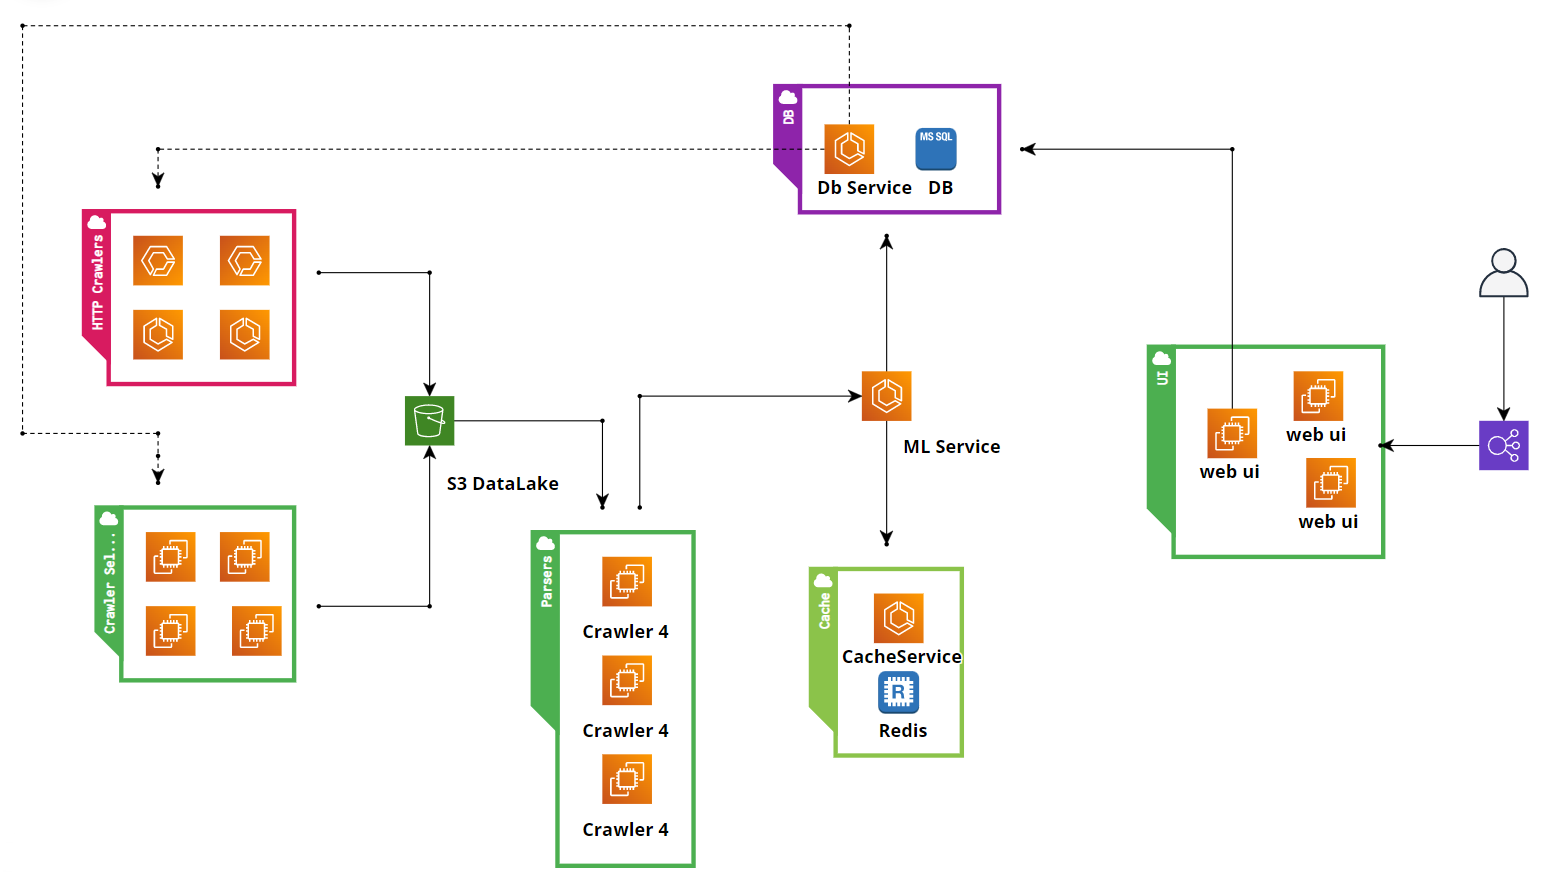 DB
MS SQL
Db Service
DB
HTTP Crawlers
UI
web ui
web ui
web ui
ML Service
S3 DataLake
Crawler Sel...
Parsers
Crawler 4
Crawler 4
Crawler 4
Cache
CacheService
R
Redis